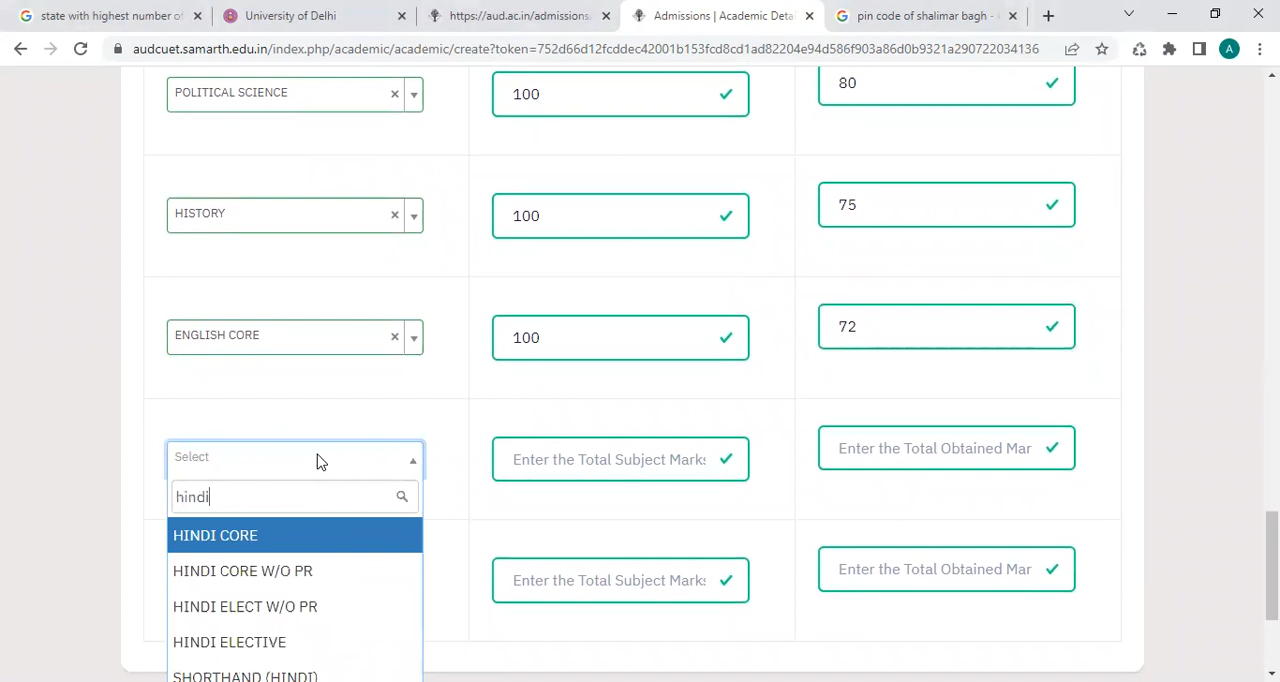 state with highest number of
University of Delhi
https://aud.ac.in/admissions
Admissions | Academic Detai
pin code of shalimar bagh -
audcuet.samarth.edu.in/index.php/academic/academic/create?token=752d66d12fcddec42001b153fcd8cd1ad82204e94d586f903a86d0b9321a290722034136
A
POLITICAL SCIENCE
100
80
HISTORY
100
75
ENGLISH CORE
100
72
Select
Enter the Total Subject Marks
Enter the Total Obtained Mar
hindi
HINDI CORE
HINDI CORE W/O PR
Enter the Total Subject Marks
Enter the Total Obtained Mar
HINDI ELECT W/O PR
HINDI ELECTIVE
SHORTHAND (HINDI)